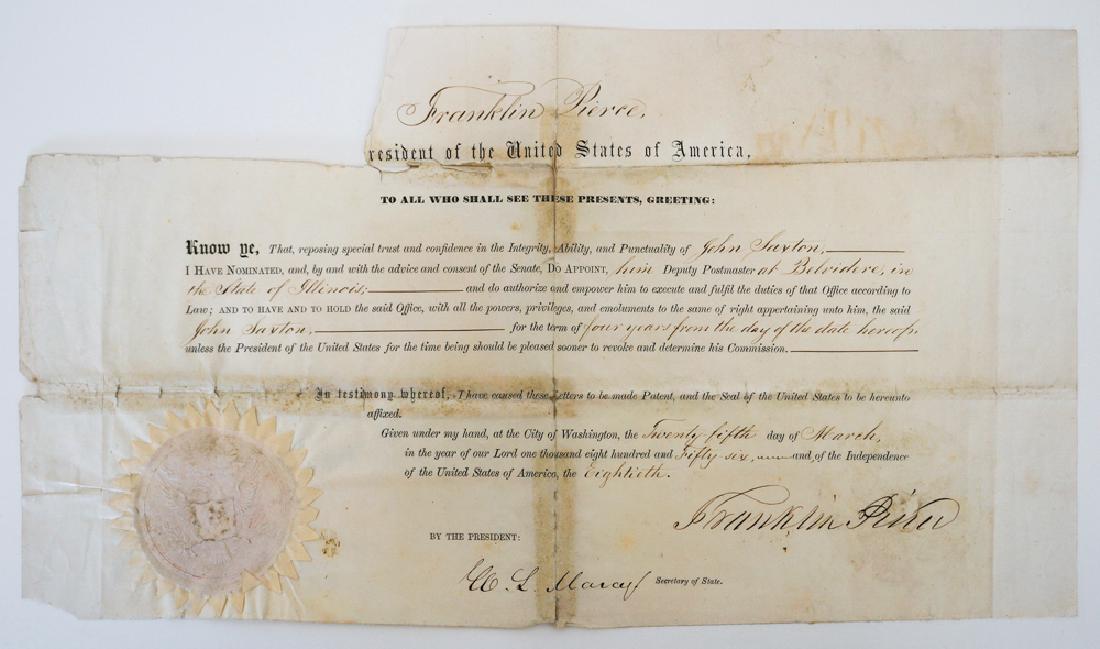 Franklin Pierce,
resident of the United States of America,
TO ALL WHO SHALL SEE THESE PRESENTS, GREETING:
Know ye, That, reposing special trust and confidence in the Integrity, Ability, and Punctuality of John Saxton,
I HAVE NOMINATED, and, by and with the advice and consent of the Senate, DO APPOINT, him Deputy Postmaster at Belvidere, in
the State of Illinois; and do authorize and empower him to execute and fulfil the duties of that Office according to
Law; AND TO HAVE AND TO HOLD the said Office, with all the powers, privileges, and emoluments to the same of right appertaining unto him, the said
John Saxton, for the term of four years from the day of the date hereof;
unless the President of the United States for the time being should be pleased sooner to revoke and determine his Commission.
In testimony whereof, I have caused these Letters to be made Patent, and the Seal of the United States to be hereunto
affixed.
Given under my hand, at the City of Washington, the Twenty fifth day of March,
in the year of our Lord one thousand eight hundred and Fifty-six, and of the Independence
of the United States of America, the Eightieth.
Franklin Pierce
BY THE PRESIDENT:
W. L. Marcy Secretary of State.